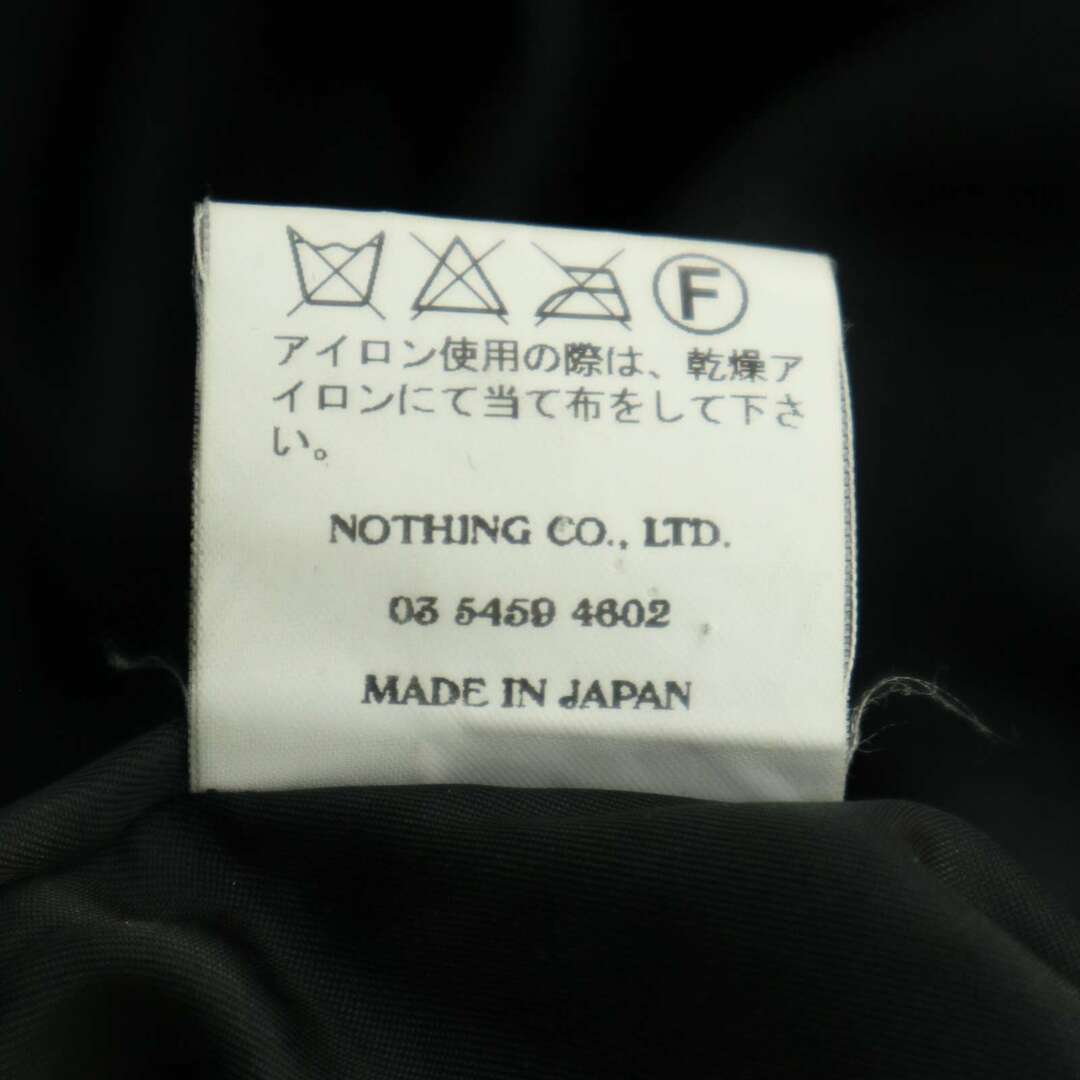 F
アイロン使用の際は、乾燥ア
イロンにて当て布をして下さ
い。
NOTHING CO., LTD.
03 5459 4602
MADE IN JAPAN